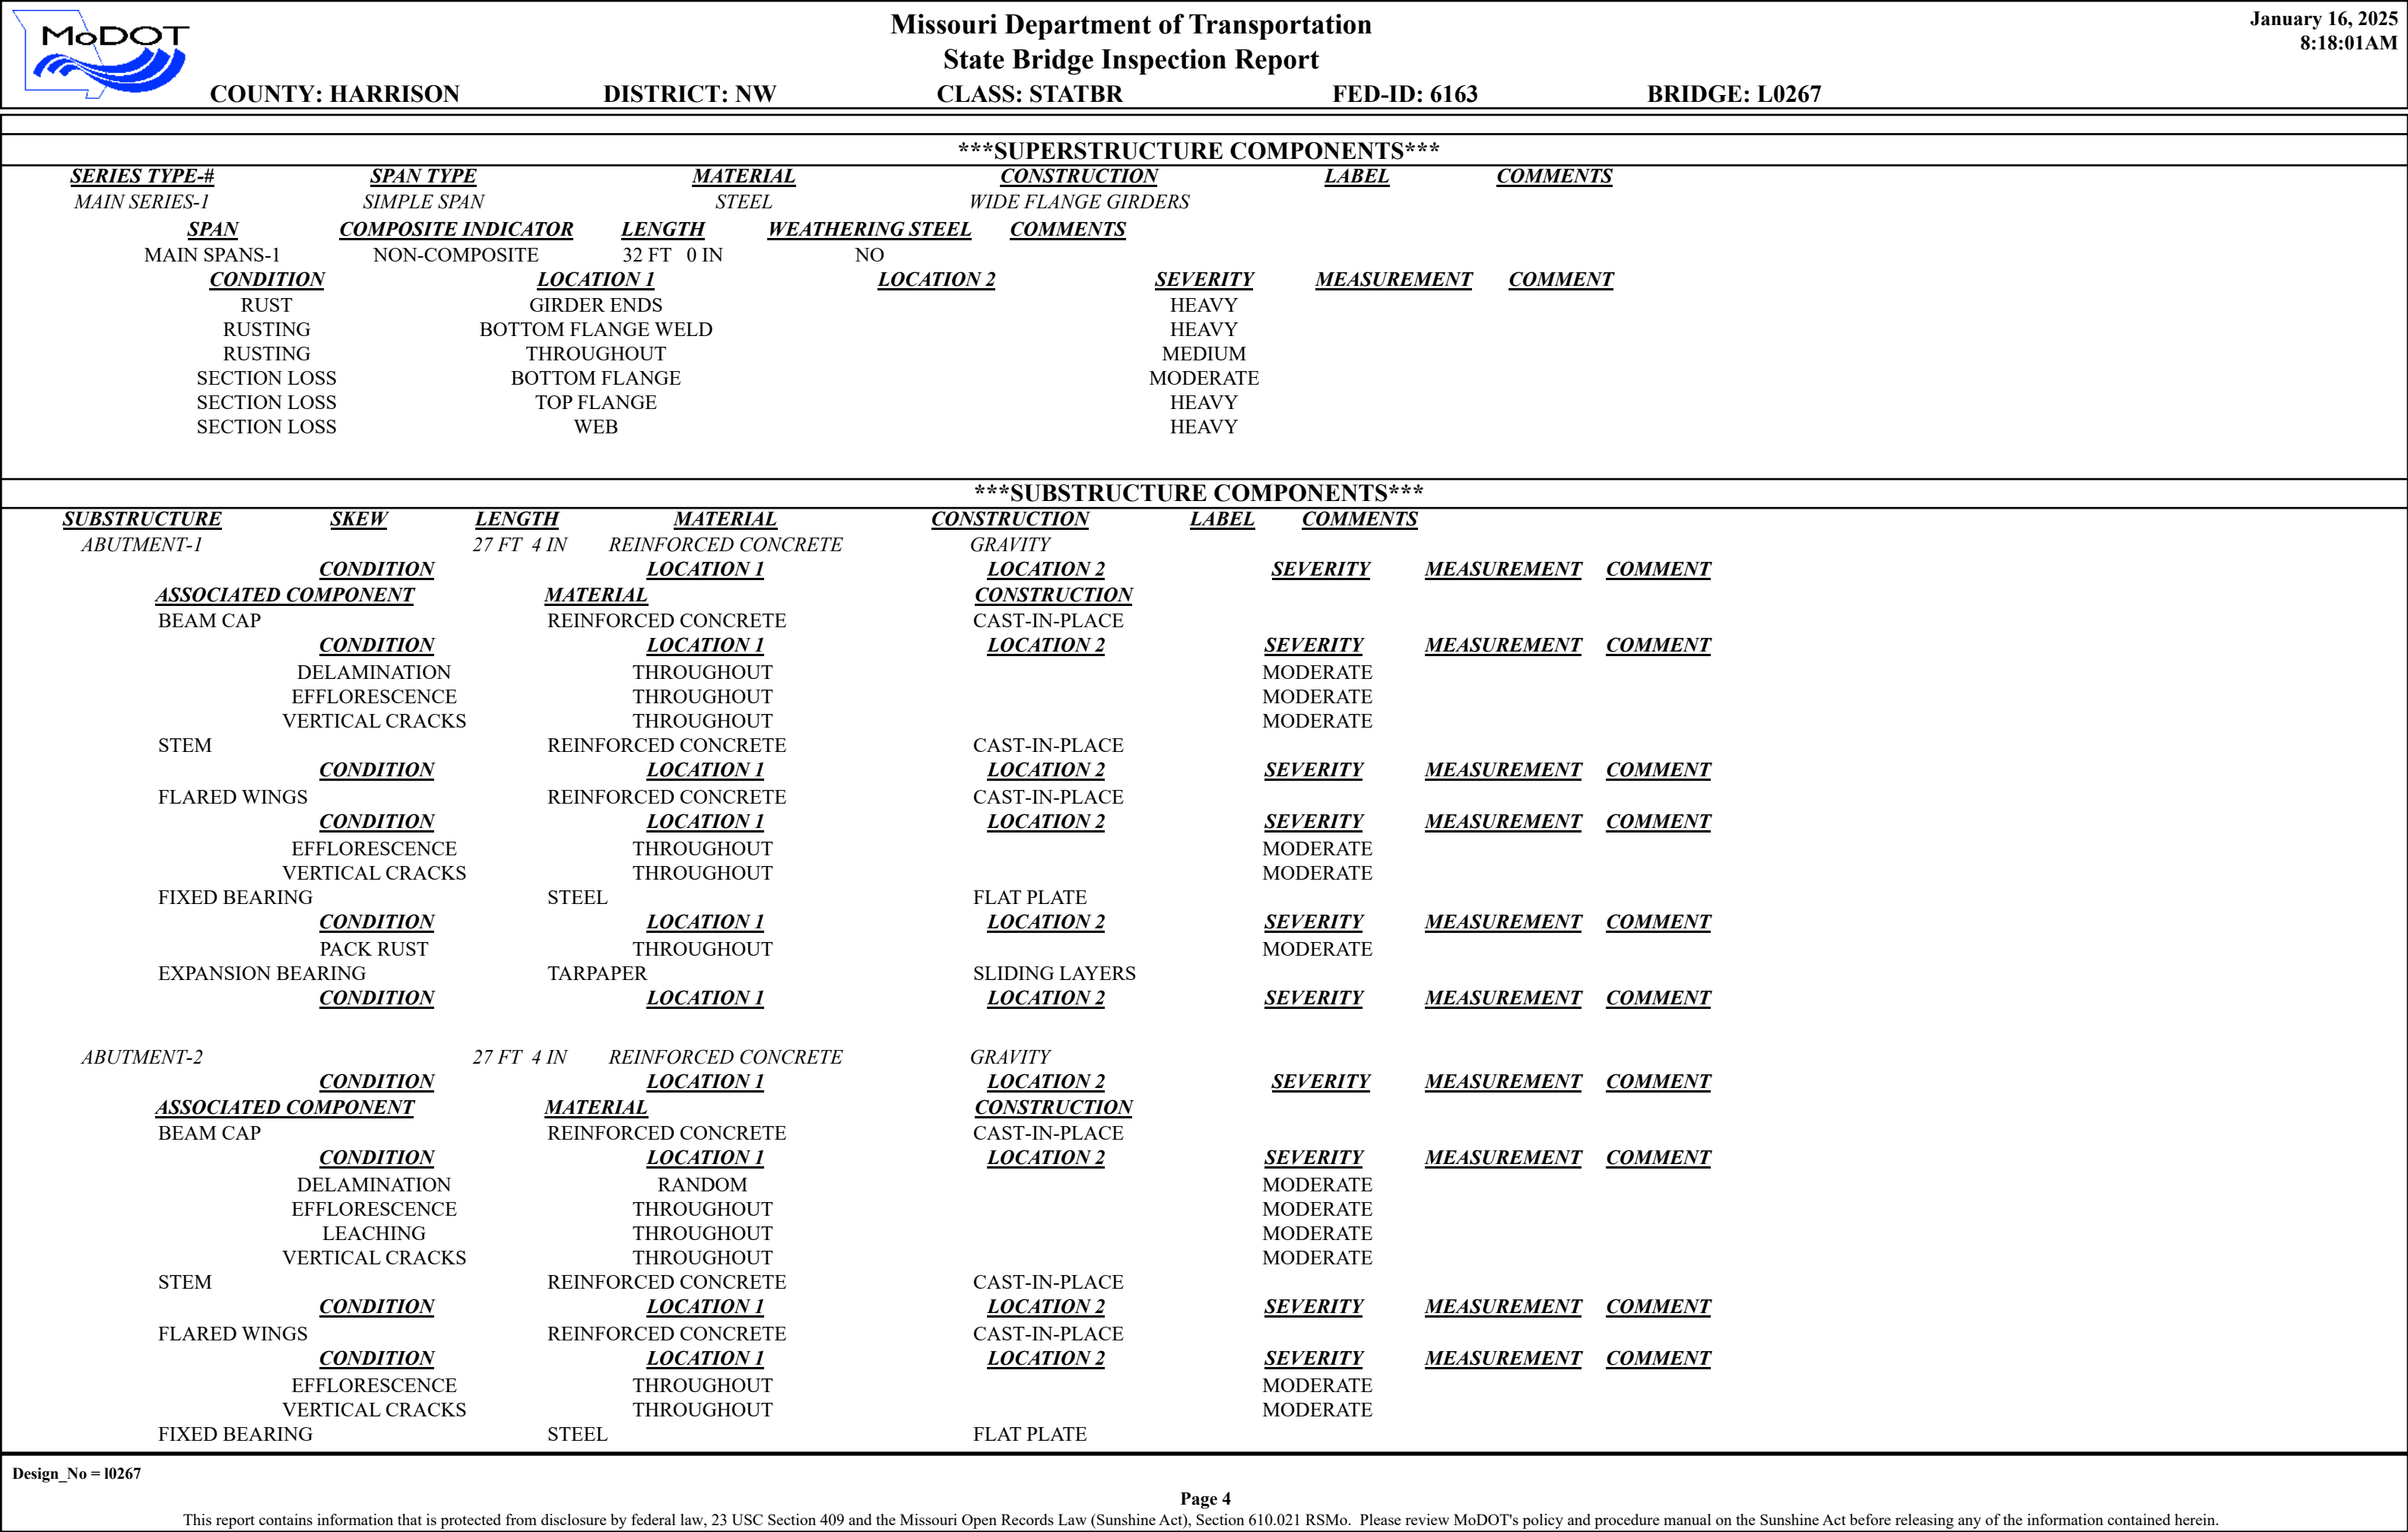 MoDOT
Missouri Department of Transportation
State Bridge Inspection Report
January 16, 2025
8:18:01AM
COUNTY: HARRISON DISTRICT: NW CLASS: STATBR FED-ID: 6163 BRIDGE: L0267
***SUPERSTRUCTURE COMPONENTS***
SERIES TYPE-# SPAN TYPE MATERIAL CONSTRUCTION LABEL COMMENTS
MAIN SERIES-1 SIMPLE SPAN STEEL WIDE FLANGE GIRDERS
SPAN COMPOSITE INDICATOR LENGTH WEATHERING STEEL COMMENTS
MAIN SPANS-1 NON-COMPOSITE 32 FT 0 IN NO
CONDITION LOCATION 1 LOCATION 2 SEVERITY MEASUREMENT COMMENT
RUST GIRDER ENDS HEAVY
RUSTING BOTTOM FLANGE WELD HEAVY
RUSTING THROUGHOUT MEDIUM
SECTION LOSS BOTTOM FLANGE MODERATE
SECTION LOSS TOP FLANGE HEAVY
SECTION LOSS WEB HEAVY
***SUBSTRUCTURE COMPONENTS***
SUBSTRUCTURE SKEW LENGTH MATERIAL CONSTRUCTION LABEL COMMENTS
ABUTMENT-1 27 FT 4 IN REINFORCED CONCRETE GRAVITY
CONDITION LOCATION 1 LOCATION 2 SEVERITY MEASUREMENT COMMENT
ASSOCIATED COMPONENT MATERIAL CONSTRUCTION
BEAM CAP REINFORCED CONCRETE CAST-IN-PLACE
CONDITION LOCATION 1 LOCATION 2 SEVERITY MEASUREMENT COMMENT
DELAMINATION THROUGHOUT MODERATE
EFFLORESCENCE THROUGHOUT MODERATE
VERTICAL CRACKS THROUGHOUT MODERATE
STEM REINFORCED CONCRETE CAST-IN-PLACE
CONDITION LOCATION 1 LOCATION 2 SEVERITY MEASUREMENT COMMENT
FLARED WINGS REINFORCED CONCRETE CAST-IN-PLACE
CONDITION LOCATION 1 LOCATION 2 SEVERITY MEASUREMENT COMMENT
EFFLORESCENCE THROUGHOUT MODERATE
VERTICAL CRACKS THROUGHOUT MODERATE
FIXED BEARING STEEL FLAT PLATE
CONDITION LOCATION 1 LOCATION 2 SEVERITY MEASUREMENT COMMENT
PACK RUST THROUGHOUT MODERATE
EXPANSION BEARING TARPAPER SLIDING LAYERS
CONDITION LOCATION 1 LOCATION 2 SEVERITY MEASUREMENT COMMENT
ABUTMENT-2 27 FT 4 IN REINFORCED CONCRETE GRAVITY
CONDITION LOCATION 1 LOCATION 2 SEVERITY MEASUREMENT COMMENT
ASSOCIATED COMPONENT MATERIAL CONSTRUCTION
BEAM CAP REINFORCED CONCRETE CAST-IN-PLACE
CONDITION LOCATION 1 LOCATION 2 SEVERITY MEASUREMENT COMMENT
DELAMINATION RANDOM MODERATE
EFFLORESCENCE THROUGHOUT MODERATE
LEACHING THROUGHOUT MODERATE
VERTICAL CRACKS THROUGHOUT MODERATE
STEM REINFORCED CONCRETE CAST-IN-PLACE
CONDITION LOCATION 1 LOCATION 2 SEVERITY MEASUREMENT COMMENT
FLARED WINGS REINFORCED CONCRETE CAST-IN-PLACE
CONDITION LOCATION 1 LOCATION 2 SEVERITY MEASUREMENT COMMENT
EFFLORESCENCE THROUGHOUT MODERATE
VERTICAL CRACKS THROUGHOUT MODERATE
FIXED BEARING STEEL FLAT PLATE
Design_No = l0267
Page 4
This report contains information that is protected from disclosure by federal law, 23 USC Section 409 and the Missouri Open Records Law (Sunshine Act), Section 610.021 RSMo. Please review MoDOT's policy and procedure manual on the Sunshine Act before releasing any of the information contained herein.